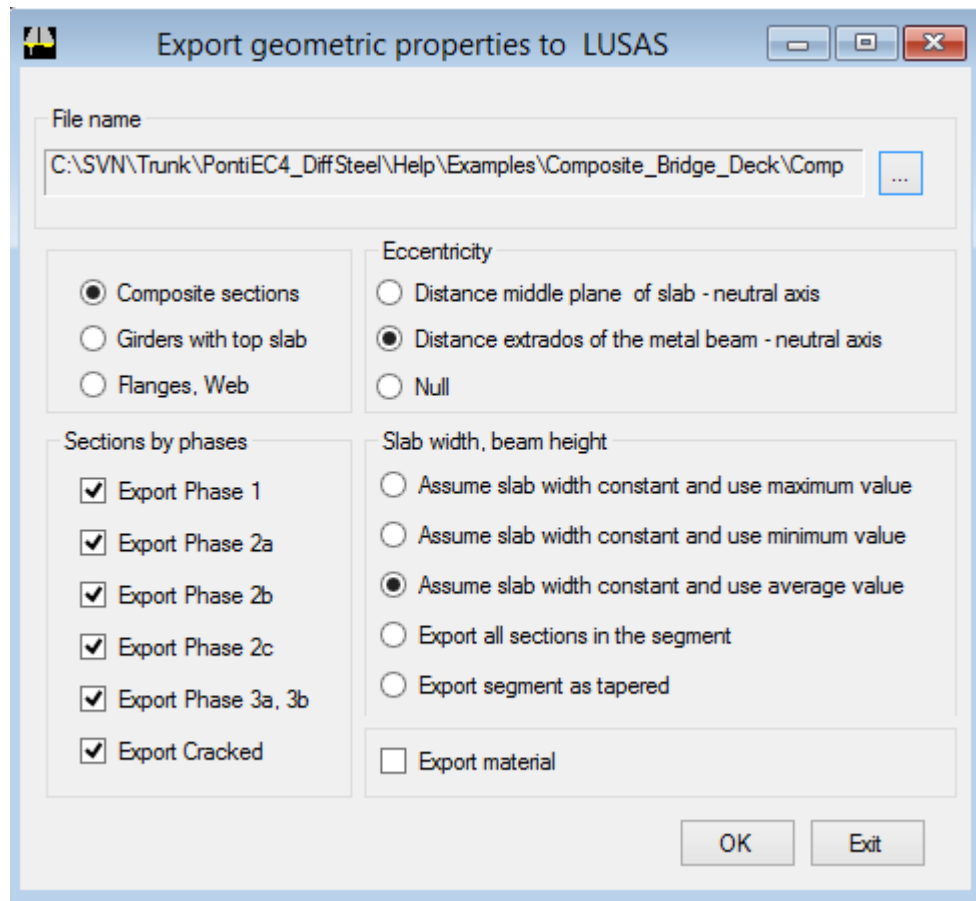 Export geometric properties to  LUSAS
File name
C:\SVN\Trunk\PontiEC4_DiffSteel\Help\Examples\Composite_Bridge_Deck\Comp
...
Composite sections
Girders with top slab
Flanges, Web
Eccentricity
Distance middle plane  of slab - neutral axis
Distance extrados of the metal beam - neutral axis
Null
Sections by phases
Export Phase 1
Export Phase 2a
Export Phase 2b
Export Phase 2c
Export Phase 3a, 3b
Export Cracked
Slab width, beam height
Assume slab width constant and use maximum value
Assume slab width constant and use minimum value
Assume slab width constant and use average value
Export all sections in the segment
Export segment as tapered
Export material
OK
Exit